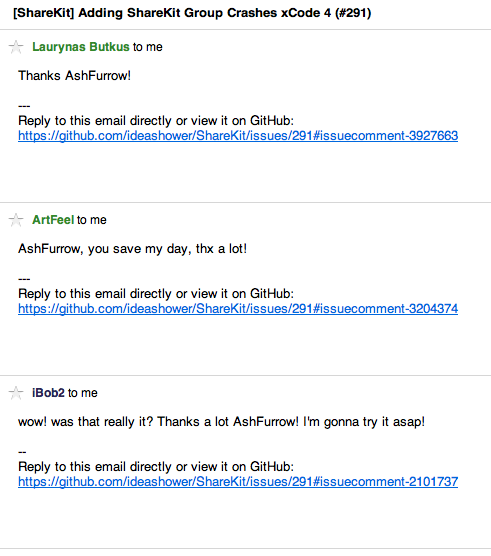 [ShareKit] Adding ShareKit Group Crashes xCode 4 (#291)
Laurynas Butkus to me
Thanks AshFurrow!
---
Reply to this email directly or view it on GitHub:
https://github.com/ideashower/ShareKit/issues/291#issuecomment-3927663
ArtFeel to me
AshFurrow, you save my day, thx a lot!
---
Reply to this email directly or view it on GitHub:
https://github.com/ideashower/ShareKit/issues/291#issuecomment-3204374
iBob2 to me
wow! was that really it? Thanks a lot AshFurrow! I'm gonna try it asap!
--
Reply to this email directly or view it on GitHub:
https://github.com/ideashower/ShareKit/issues/291#issuecomment-2101737